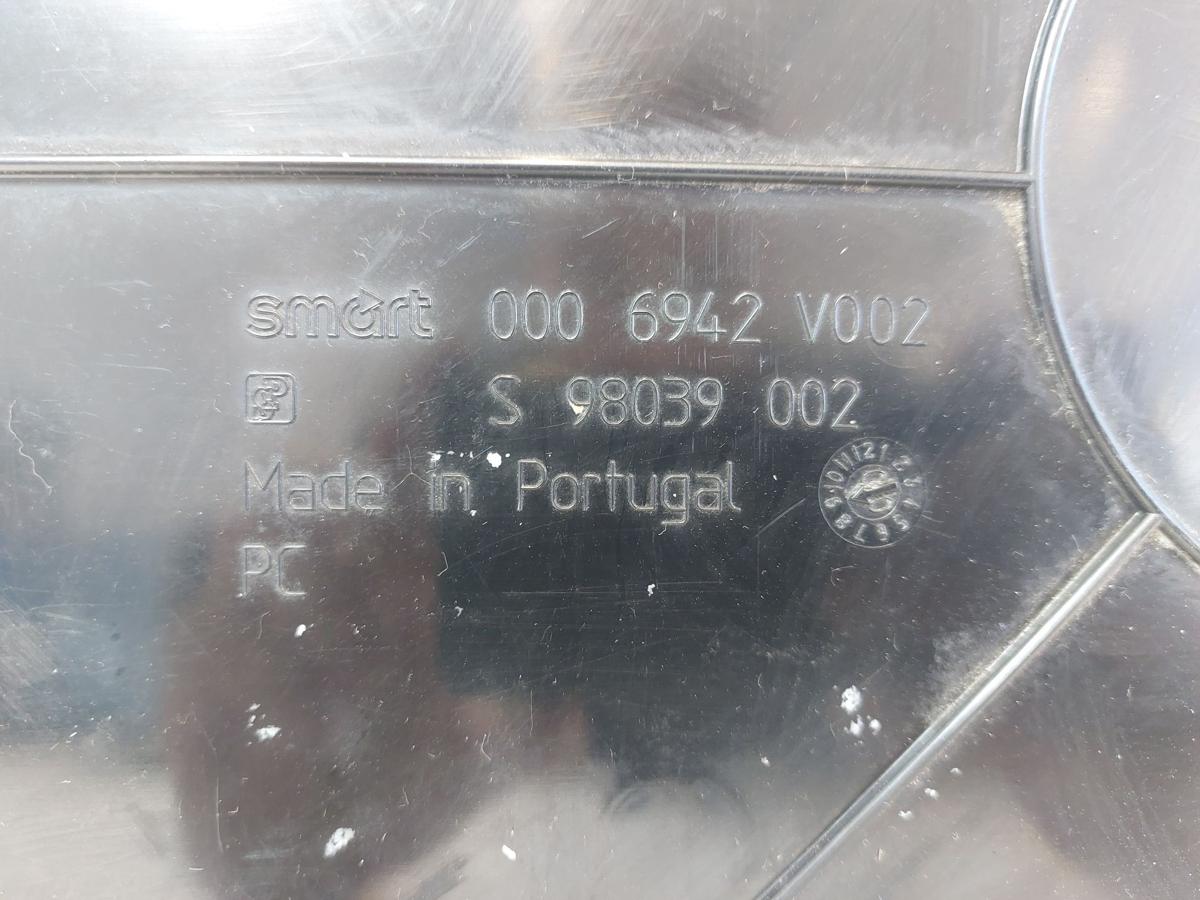 smart 000 6942 V002
S 98039 002
Made in Portugal
PC